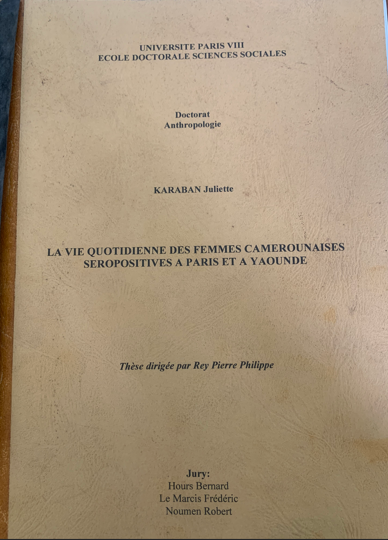 UNIVERSITE PARIS VIII
ECOLE DOCTORALE SCIENCES SOCIALES
Doctorat
Anthropologie
KARABAN Juliette
LA VIE QUOTIDIENNE DES FEMMES CAMEROUNAISES
SEROPOSITIVES A PARIS ET A YAOUNDE
Thèse dirigée par Rey Pierre Philippe
Jury:
Hours Bernard
Le Marcis Frédéric
Noumen Robert